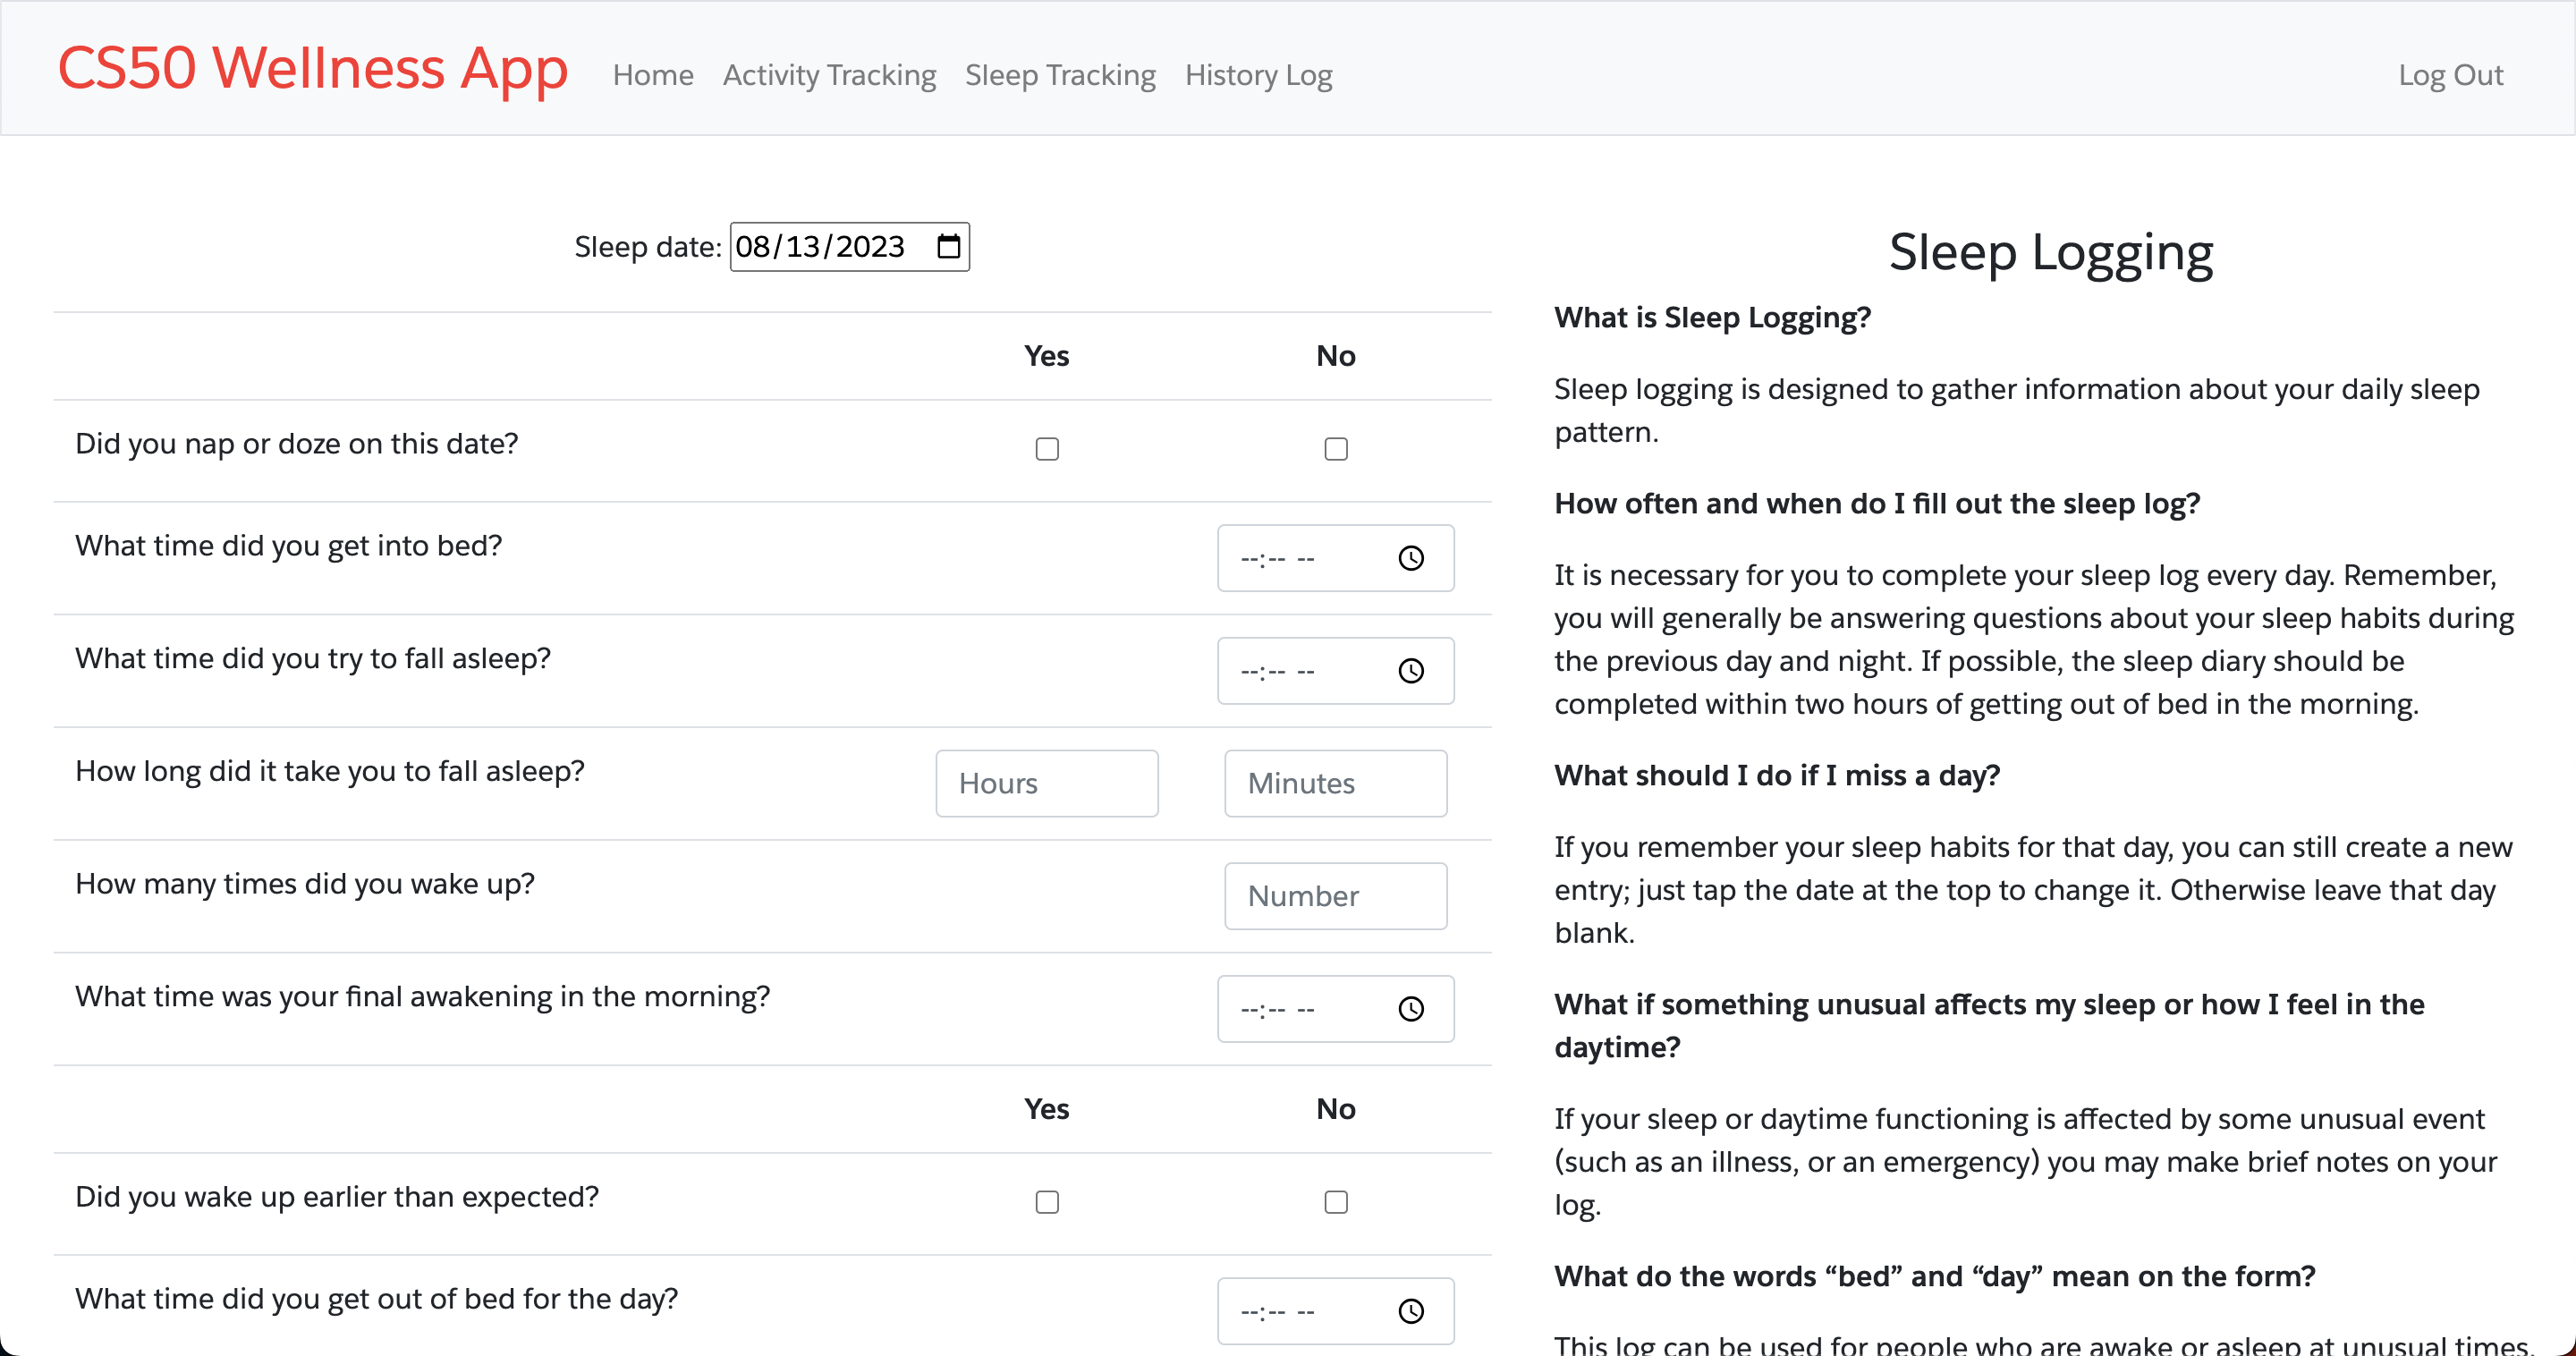 CS50 Wellness App
Home
Activity Tracking
Sleep Tracking
History Log
Log Out
Sleep date: 08/13/2023
Yes No
Did you nap or doze on this date?
What time did you get into bed?
--:-- --
What time did you try to fall asleep?
--:-- --
How long did it take you to fall asleep?
Hours
Minutes
How many times did you wake up?
Number
What time was your final awakening in the morning?
--:-- --
Yes No
Did you wake up earlier than expected?
What time did you get out of bed for the day?
--:-- --
Sleep Logging
What is Sleep Logging?
Sleep logging is designed to gather information about your daily sleep
pattern.
How often and when do I fill out the sleep log?
It is necessary for you to complete your sleep log every day. Remember,
you will generally be answering questions about your sleep habits during
the previous day and night. If possible, the sleep diary should be
completed within two hours of getting out of bed in the morning.
What should I do if I miss a day?
If you remember your sleep habits for that day, you can still create a new
entry; just tap the date at the top to change it. Otherwise leave that day
blank.
What if something unusual affects my sleep or how I feel in the
daytime?
If your sleep or daytime functioning is affected by some unusual event
(such as an illness, or an emergency) you may make brief notes on your
log.
What do the words “bed” and “day” mean on the form?
This log can be used for people who are awake or asleep at unusual times.